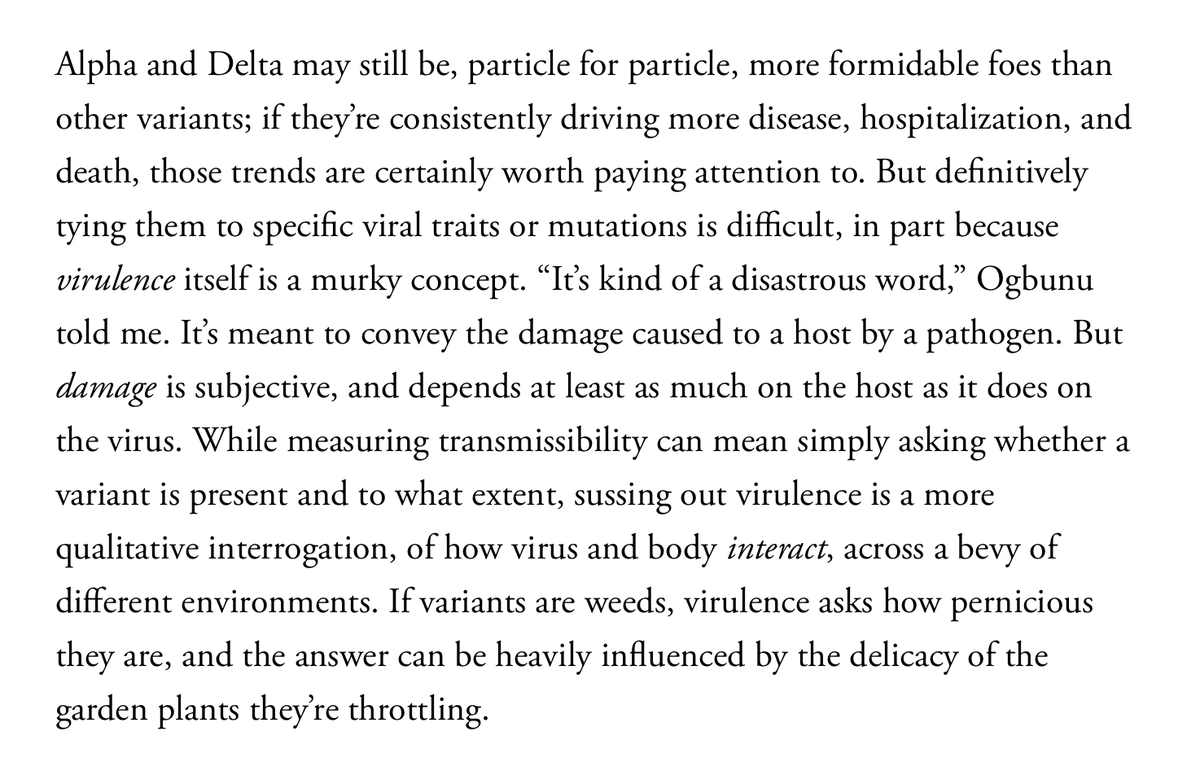 Alpha and Delta may still be, particle for particle, more formidable foes than
other variants; if they’re consistently driving more disease, hospitalization, and
death, those trends are certainly worth paying attention to. But definitively
tying them to specific viral traits or mutations is difficult, in part because
virulence itself is a murky concept. “It’s kind of a disastrous word,” Ogbunu
told me. It’s meant to convey the damage caused to a host by a pathogen. But
damage is subjective, and depends at least as much on the host as it does on
the virus. While measuring transmissibility can mean simply asking whether a
variant is present and to what extent, sussing out virulence is a more
qualitative interrogation, of how virus and body interact, across a bevy of
different environments. If variants are weeds, virulence asks how pernicious
they are, and the answer can be heavily influenced by the delicacy of the
garden plants they’re throttling.